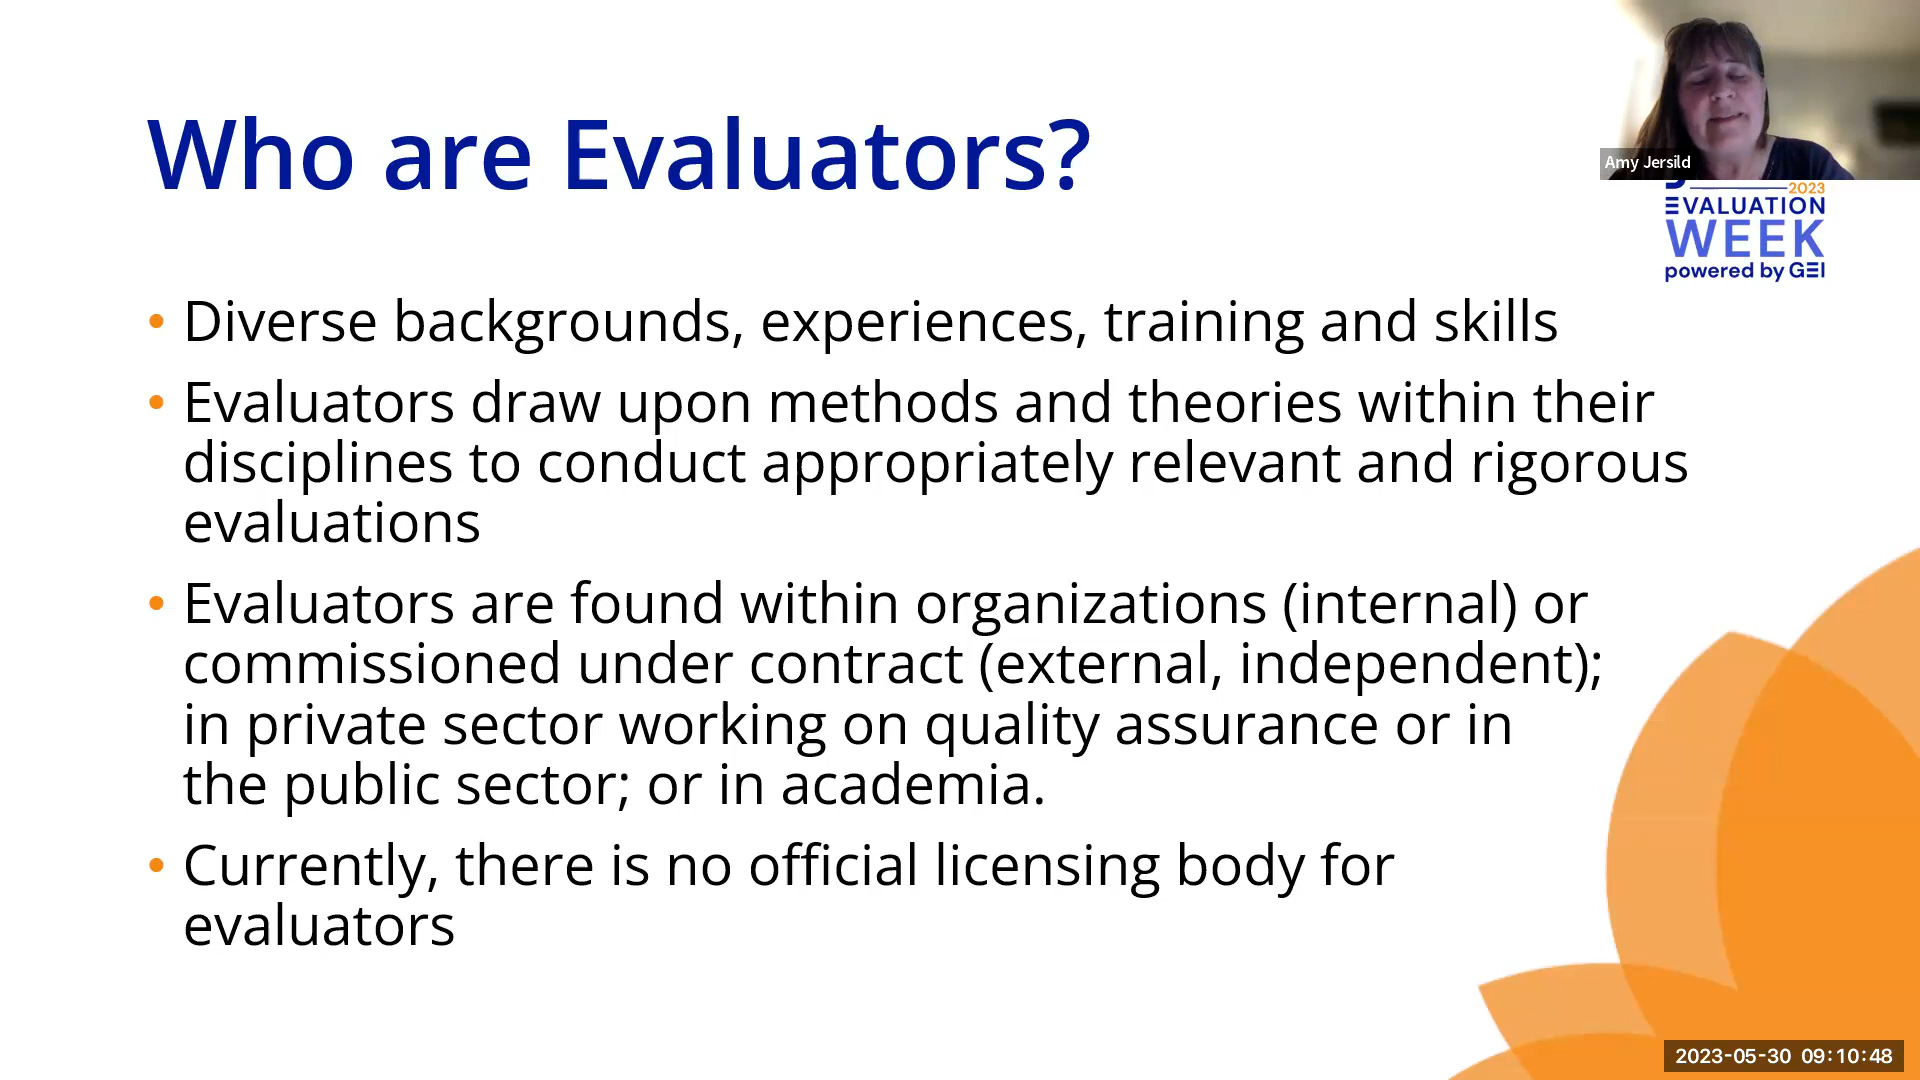 Who are Evaluators?
Amy Jersild
2023
EVALUATION
WEEK
powered by GEI
• Diverse backgrounds, experiences, training and skills
• Evaluators draw upon methods and theories within their
disciplines to conduct appropriately relevant and rigorous
evaluations
• Evaluators are found within organizations (internal) or
commissioned under contract (external, independent);
in private sector working on quality assurance or in
the public sector; or in academia.
• Currently, there is no official licensing body for
evaluators
2023-05-30 09:10:48